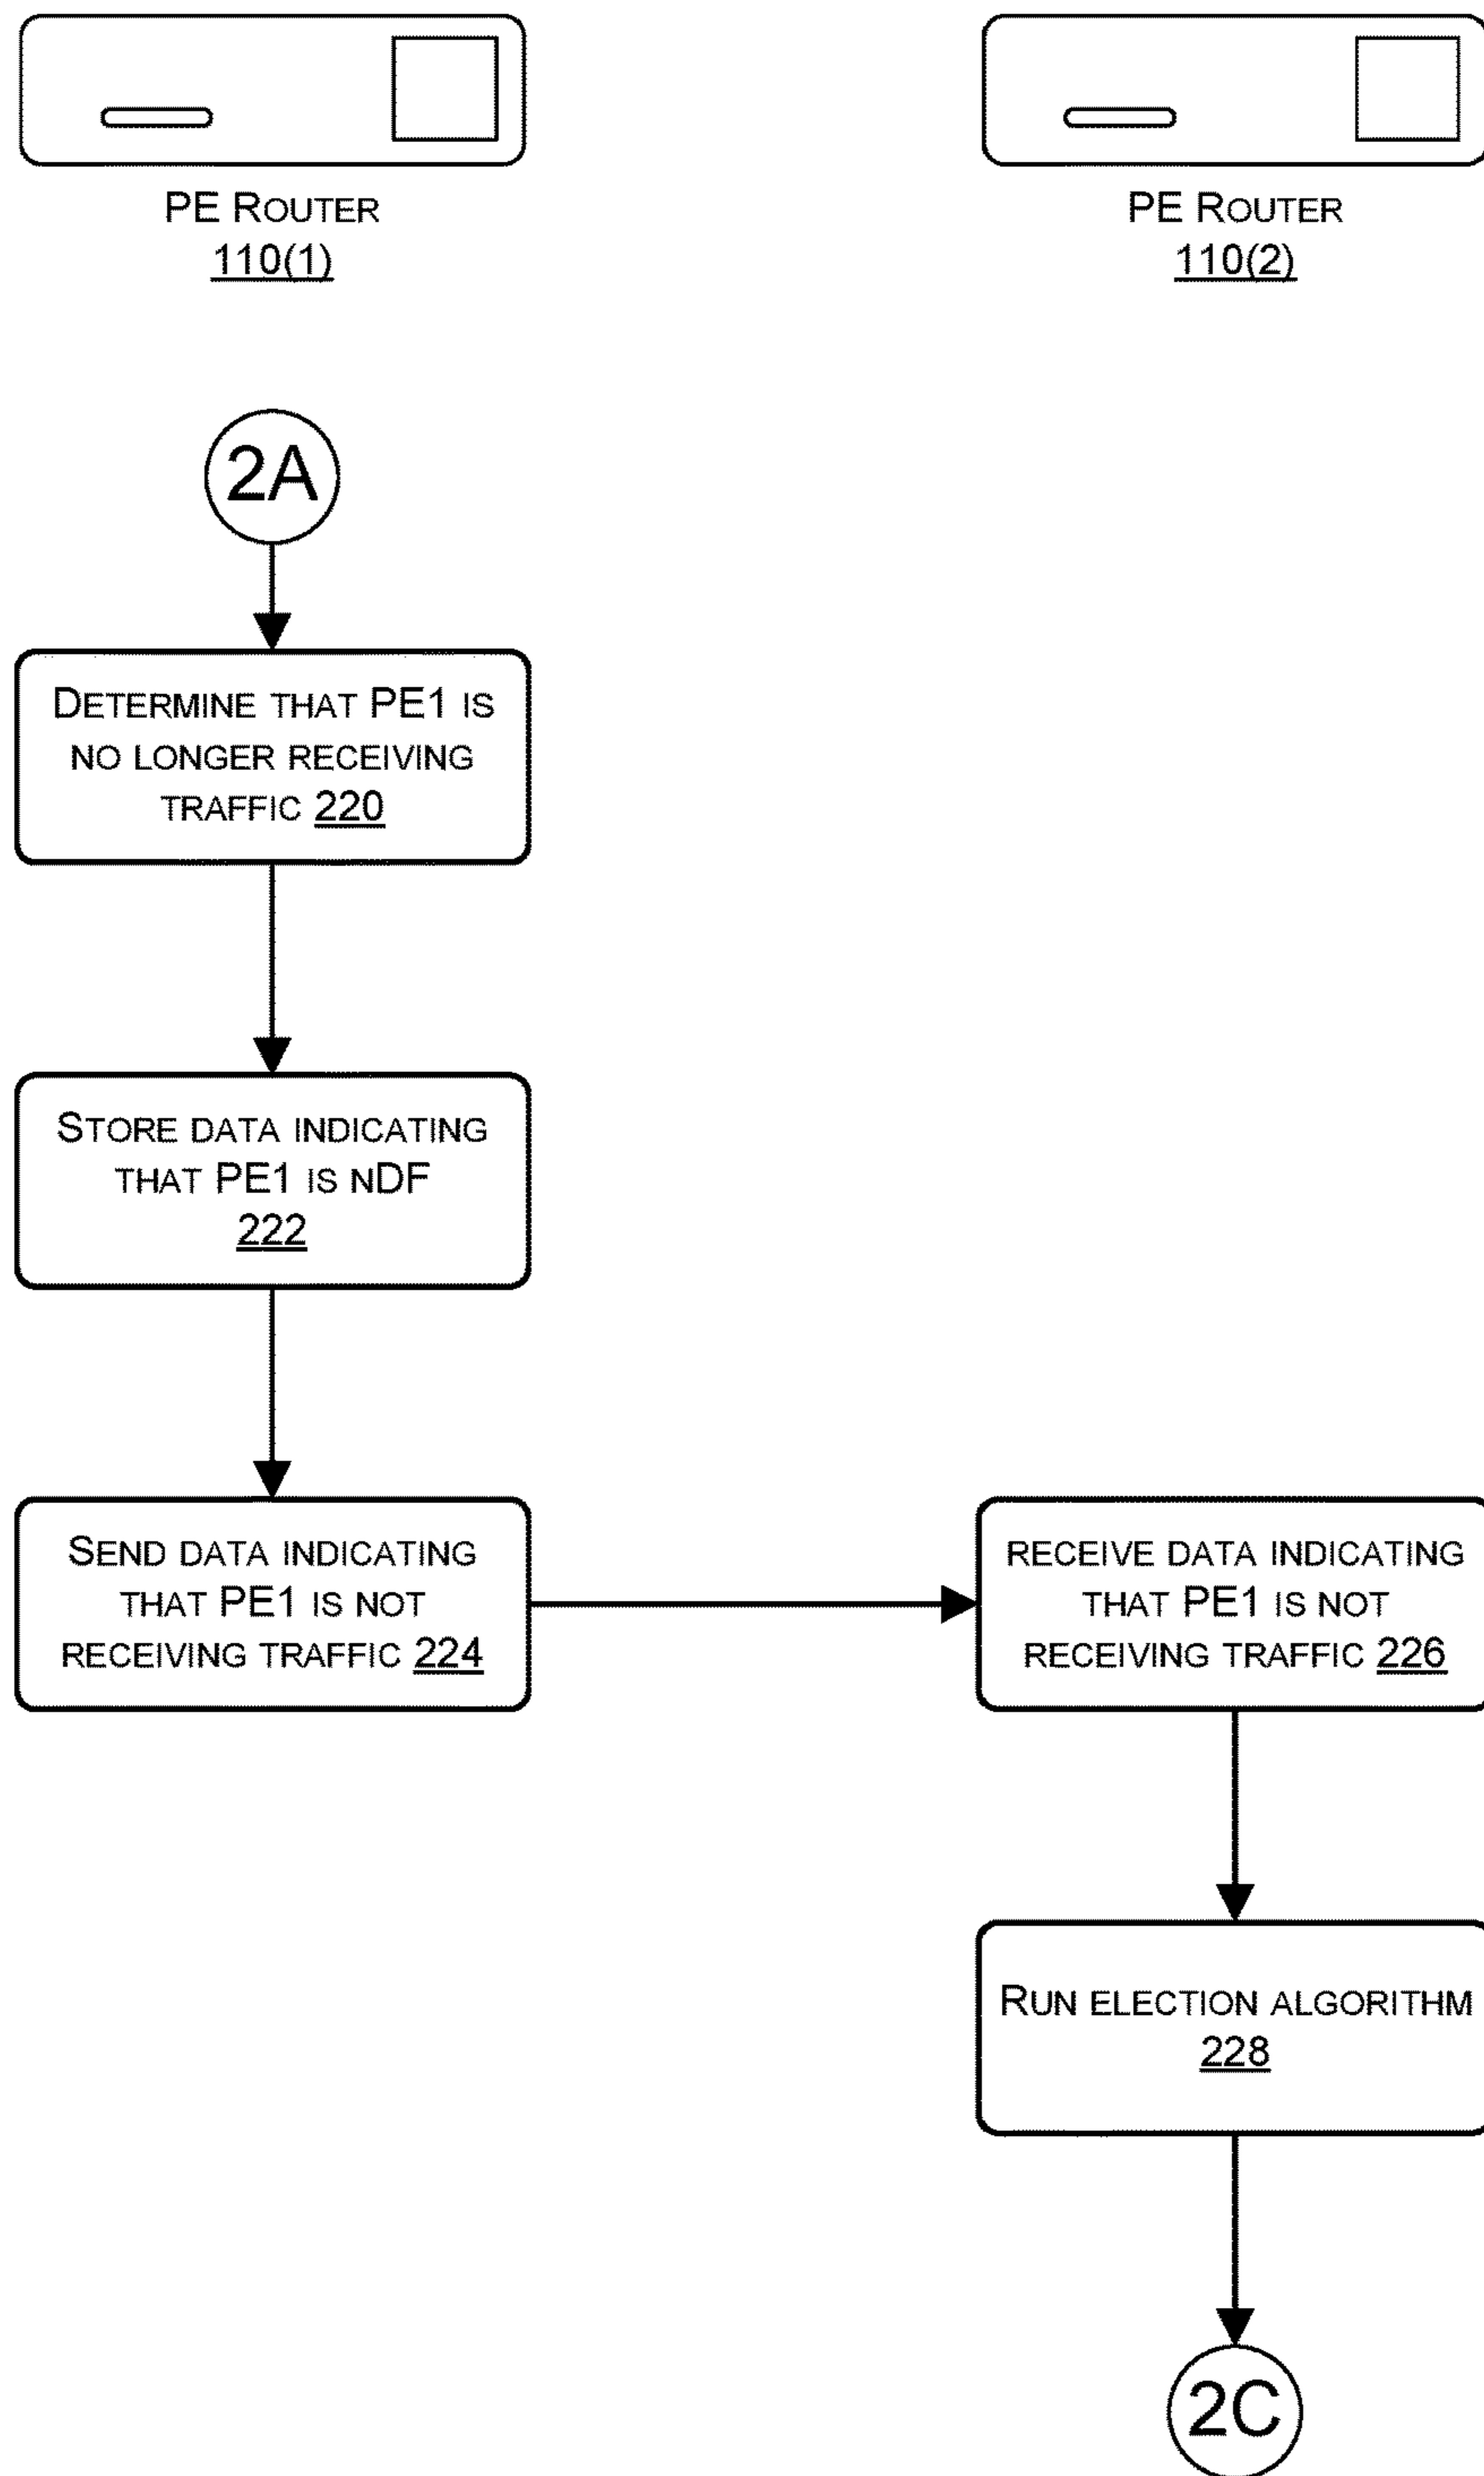 PE ROUTER
110(1)
PE ROUTER
110(2)
2A
DETERMINE THAT PE1 IS
NO LONGER RECEIVING
TRAFFIC 220
STORE DATA INDICATING
THAT PE1 IS NDF
222
SEND DATA INDICATING
THAT PE1 IS NOT
RECEIVING TRAFFIC 224
RECEIVE DATA INDICATING
THAT PE1 IS NOT
RECEIVING TRAFFIC 226
RUN ELECTION ALGORITHM
228
2C